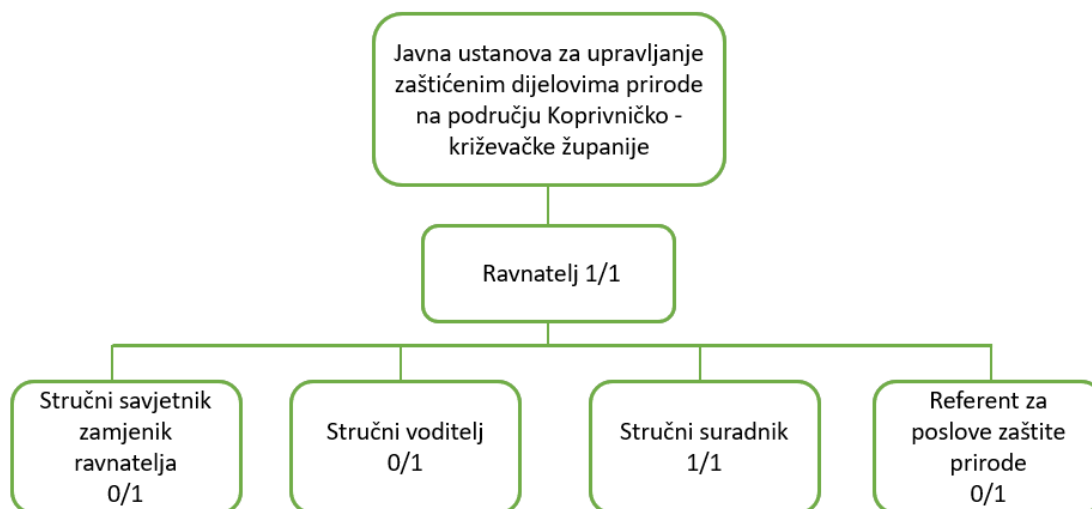 Javna ustanova za upravljanje
zaštićenim dijelovima prirode
na području Koprivničko -
križevačke županije
Ravnatelj 1/1
Stručni savjetnik
zamjenik
ravnatelja
0/1
Stručni voditelj
0/1
Stručni suradnik
1/1
Referent za
poslove zaštite
prirode
0/1